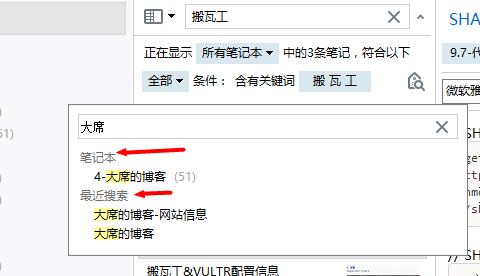 搬瓦工
SHA
正在显示 所有笔记本 中的3条笔记，符合以下
9.7-代
全部 条件： 含有关键词 搬 瓦 工
微软雅
大席
笔记本
51)
4-大席的博客 (51)
最近搜索
大席的博客-网站信息
大席的博客
搬瓦工&VULTR配置信息